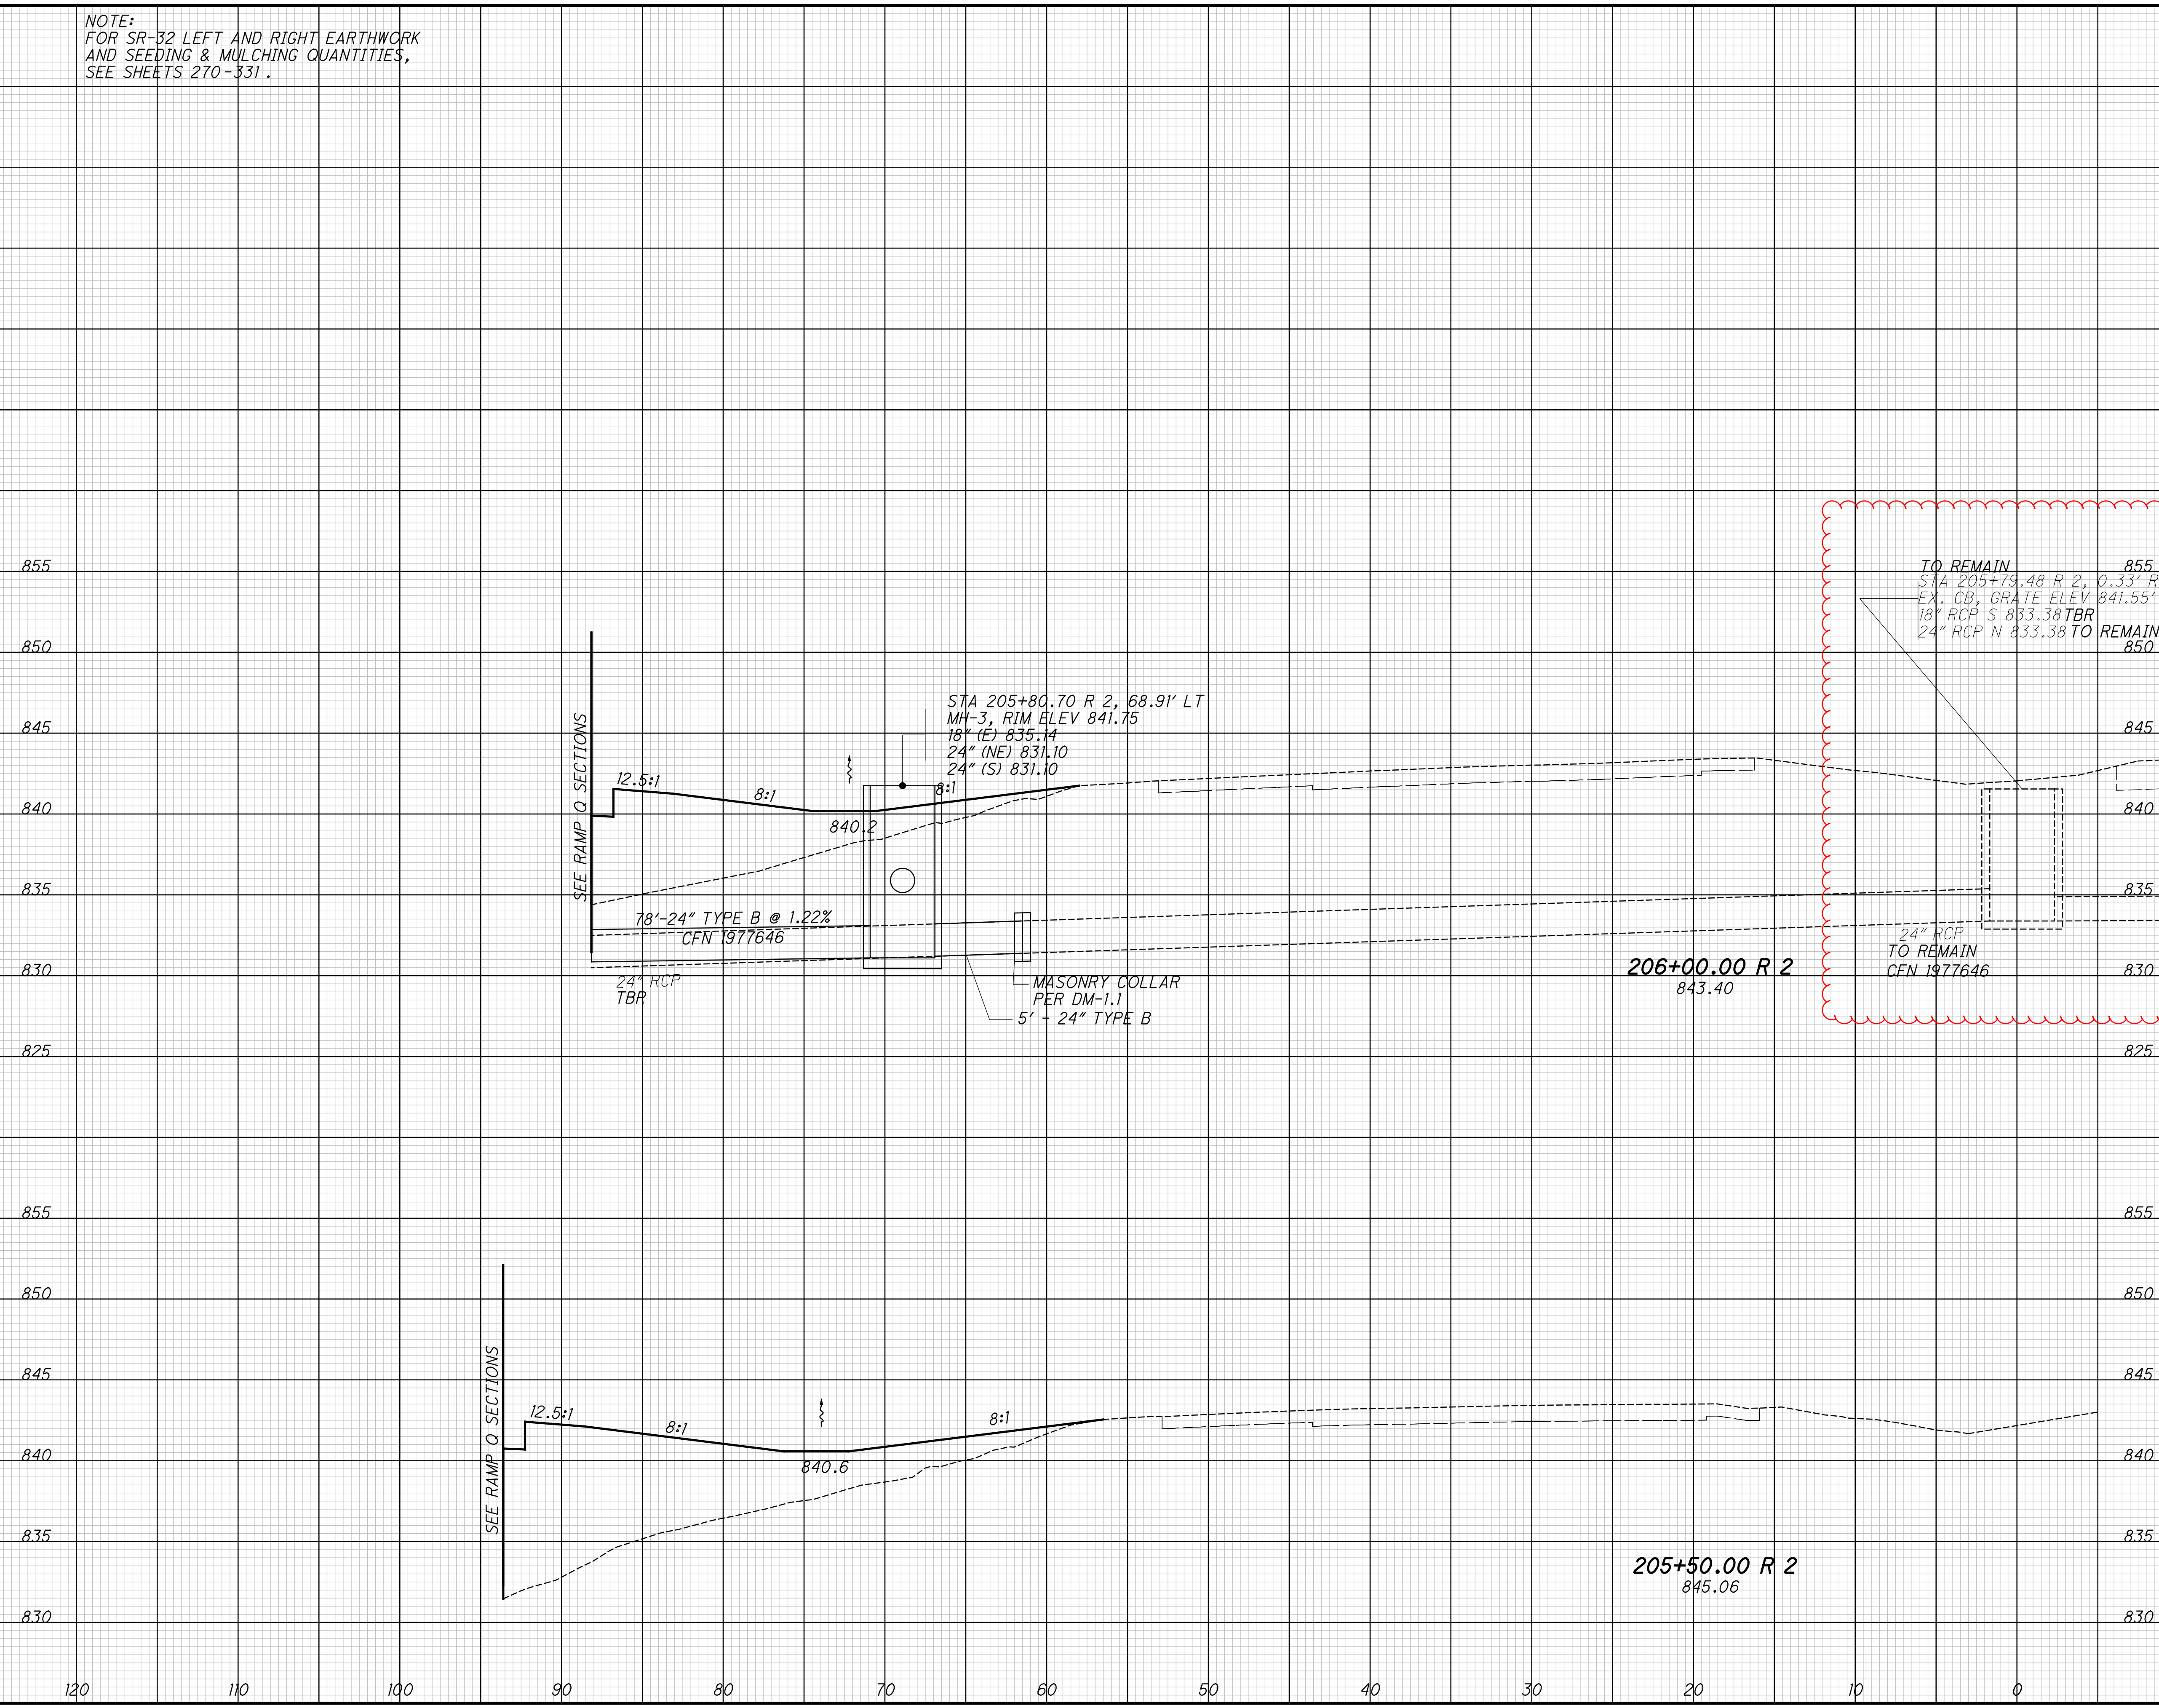 NOTE:
FOR SR-32 LEFT AND RIGHT EARTHWORK
AND SEEDING & MULCHING QUANTITIES,
SEE SHEETS 270-331.
855
TO REMAIN
855
STA 205+79.48 R 2, 0.33' R
EX. CB, GRATE ELEV 841.55'
18" RCP S 833.38 TBR
24" RCP N 833.38 TO REMAIN
850
850
STA 205+80.70 R 2, 68.91' LT
MH-3, RIM ELEV 841.75
18" (E) 835.14
24" (NE) 831.10
24" (S) 831.10
845
845
SEE RAMP Q SECTIONS
12.5:1
8:1
8:1
840
840.2
840
835
835
78'-24" TYPE B @ 1.22%
CFN 1977646
24" RCP
TO REMAIN
CFN 1977646
830
206+00.00 R 2
843.40
830
24" RCP
TBR
MASONRY COLLAR
PER DM-1.1
5' - 24" TYPE B
825
825
855
855
850
850
845
845
SEE RAMP Q SECTIONS
12.5:1
8:1
8:1
840
840.6
840
835
835
205+50.00 R 2
845.06
830
830
120 110 100 90 80 70 60 50 40 30 20 10 0